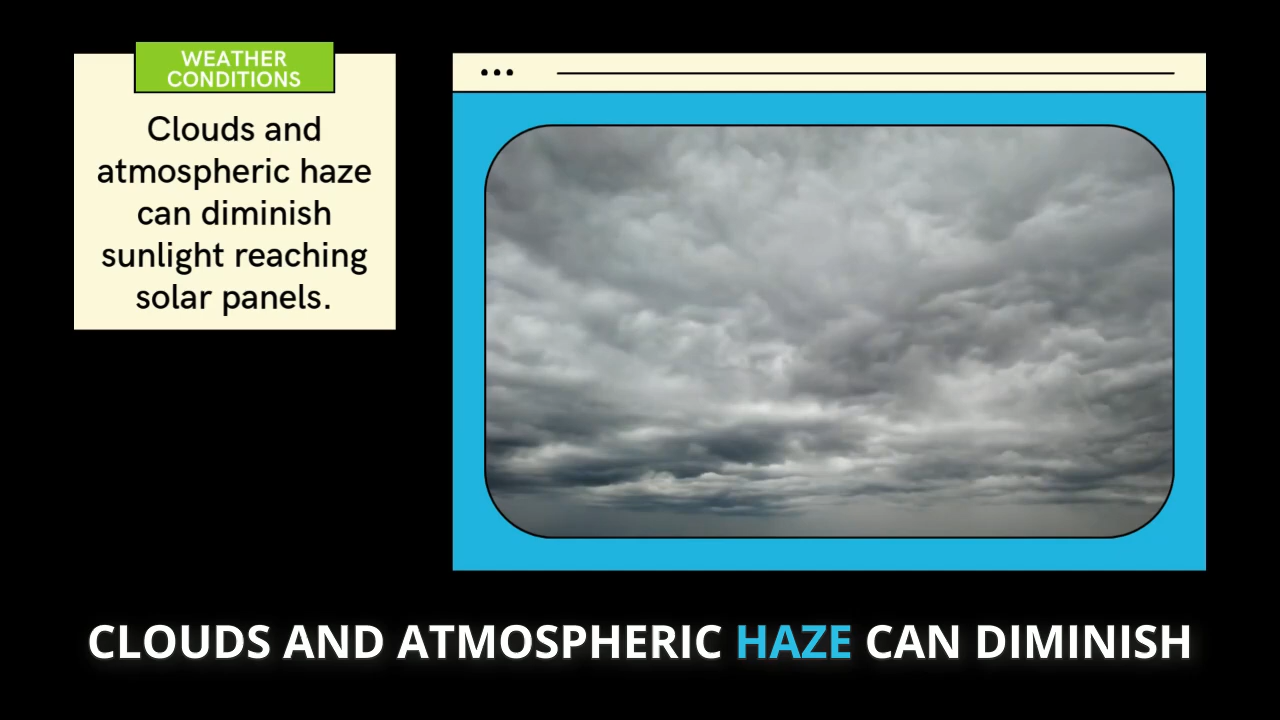 WEATHER
CONDITIONS
Clouds and
atmospheric haze
can diminish
sunlight reaching
solar panels.
CLOUDS AND ATMOSPHERIC HAZE CAN DIMINISH